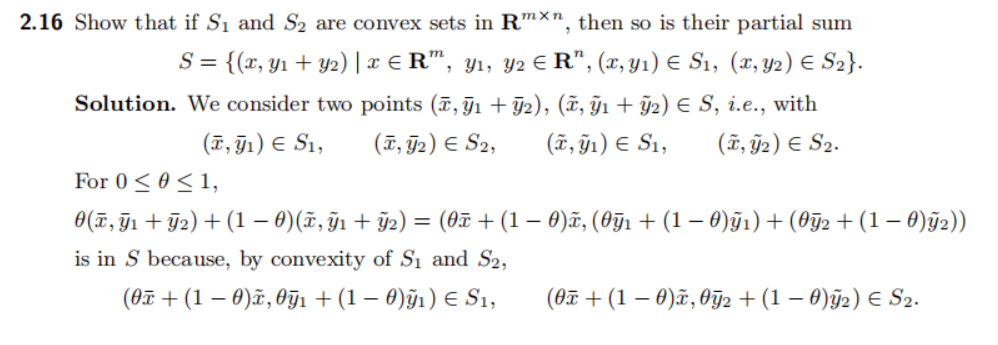 2.16 Show that if S₁ and S₂ are convex sets in R^{m×n}, then so is their partial sum
S = {(x, y₁ + y₂) | x ∈ R^m, y₁, y₂ ∈ R^n, (x, y₁) ∈ S₁, (x, y₂) ∈ S₂}.
Solution. We consider two points (x̄, ȳ₁ + ȳ₂), (x̃, ỹ₁ + ỹ₂) ∈ S, i.e., with
(x̄, ȳ₁) ∈ S₁, (x̄, ȳ₂) ∈ S₂, (x̃, ỹ₁) ∈ S₁, (x̃, ỹ₂) ∈ S₂.
For 0 ≤ θ ≤ 1,
θ(x̄, ȳ₁ + ȳ₂) + (1 − θ)(x̃, ỹ₁ + ỹ₂) = (θx̄ + (1 − θ)x̃, (θȳ₁ + (1 − θ)ỹ₁) + (θȳ₂ + (1 − θ)ỹ₂))
is in S because, by convexity of S₁ and S₂,
(θx̄ + (1 − θ)x̃, θȳ₁ + (1 − θ)ỹ₁) ∈ S₁, (θx̄ + (1 − θ)x̃, θȳ₂ + (1 − θ)ỹ₂) ∈ S₂.